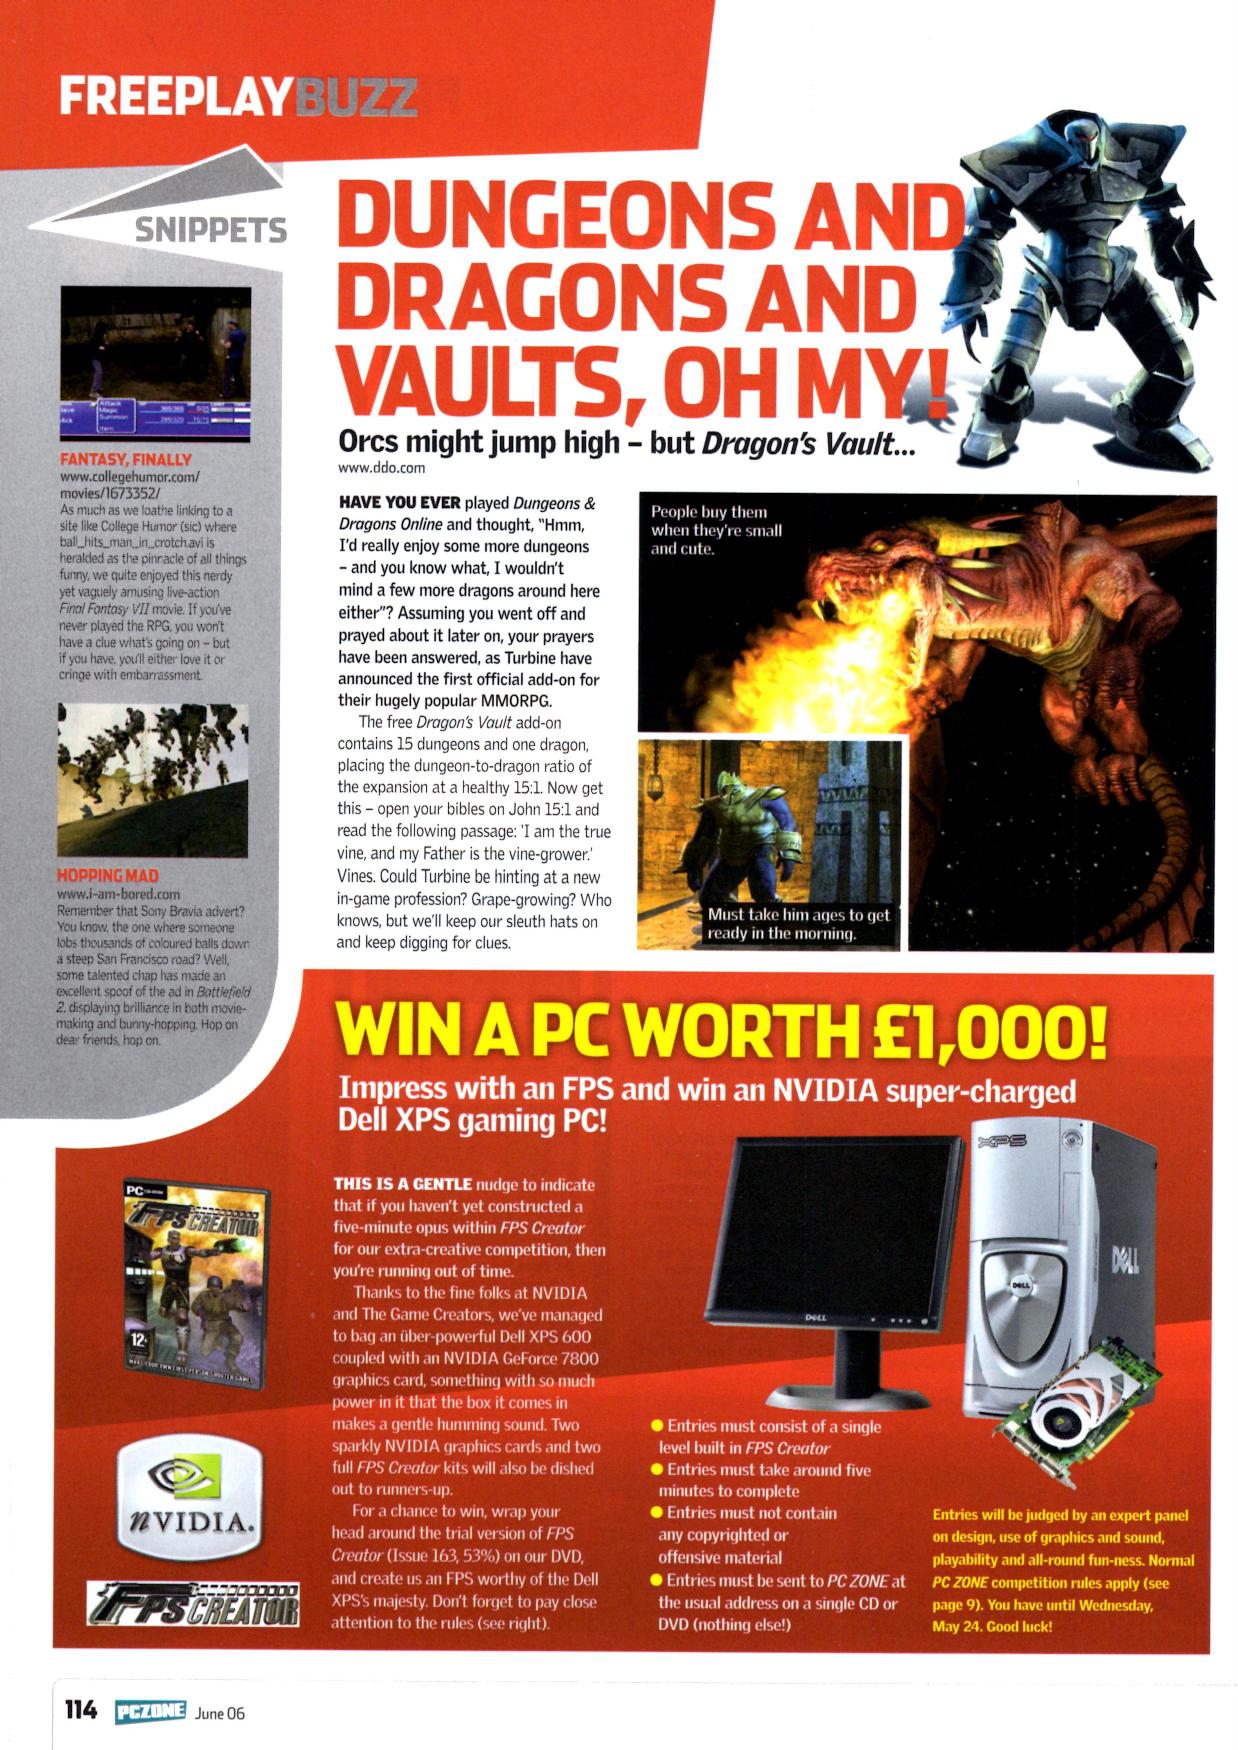 FREEPLAYBUZZ
SNIPPETS
Attack
Magic
Summon
Item
FANTASY, FINALLY
www.collegehumor.com/
movies/1673352/
As much as we loathe linking to a
site like College Humor (sic) where
ball_hits_man_in_crotch.avi is
heralded as the pinnacle of all things
funny, we quite enjoyed this nerdy
yet vaguely amusing live-action
Final Fantasy VII movie. If you've
never played the RPG, you won't
have a clue what's going on – but
if you have, you'll either love it or
cringe with embarrassment.
HOPPING MAD
www.i-am-bored.com
Remember that Sony Bravia advert?
You know, the one where someone
lobs thousands of coloured balls down
a steep San Francisco road? Well,
some talented chap has made an
excellent spoof of the ad in Battlefield
2, displaying brilliance in both movie-
making and bunny-hopping. Hop on
dear friends, hop on.
DUNGEONS AND
DRAGONS AND
VAULTS, OH MY!
Orcs might jump high – but Dragon's Vault...
www.ddo.com
HAVE YOU EVER played Dungeons &
Dragons Online and thought, "Hmm,
I'd really enjoy some more dungeons
– and you know what, I wouldn't
mind a few more dragons around here
either"? Assuming you went off and
prayed about it later on, your prayers
have been answered, as Turbine have
announced the first official add-on for
their hugely popular MMORPG.
The free Dragon's Vault add-on
contains 15 dungeons and one dragon,
placing the dungeon-to-dragon ratio of
the expansion at a healthy 15:1. Now get
this – open your bibles on John 15:1 and
read the following passage: 'I am the true
vine, and my Father is the vine-grower.'
Vines. Could Turbine be hinting at a new
in-game profession? Grape-growing? Who
knows, but we'll keep our sleuth hats on
and keep digging for clues.
People buy them
when they're small
and cute.
Must take him ages to get
ready in the morning.
WIN A PC WORTH £1,000!
Impress with an FPS and win an NVIDIA super-charged
Dell XPS gaming PC!
PC CD-ROM
FPS CREATOR
12+
MAKE YOUR OWN FIRST PERSON SHOOTER GAMES
nVIDIA.
FPS CREATOR
THIS IS A GENTLE nudge to indicate
that if you haven't yet constructed a
five-minute opus within FPS Creator
for our extra-creative competition, then
you're running out of time.
Thanks to the fine folks at NVIDIA
and The Game Creators, we've managed
to bag an über-powerful Dell XPS 600
coupled with an NVIDIA GeForce 7800
graphics card, something with so much
power in it that the box it comes in
makes a gentle humming sound. Two
sparkly NVIDIA graphics cards and two
full FPS Creator kits will also be dished
out to runners-up.
For a chance to win, wrap your
head around the trial version of FPS
Creator (Issue 163, 53%) on our DVD,
and create us an FPS worthy of the Dell
XPS's majesty. Don't forget to pay close
attention to the rules (see right).
XPS
DELL
DELL
DELL
● Entries must consist of a single
level built in FPS Creator
● Entries must take around five
minutes to complete
● Entries must not contain
any copyrighted or
offensive material
● Entries must be sent to PC ZONE at
the usual address on a single CD or
DVD (nothing else!)
Entries will be judged by an expert panel
on design, use of graphics and sound,
playability and all-round fun-ness. Normal
PC ZONE competition rules apply (see
page 9). You have until Wednesday,
May 24. Good luck!
114 PCZONE June 06